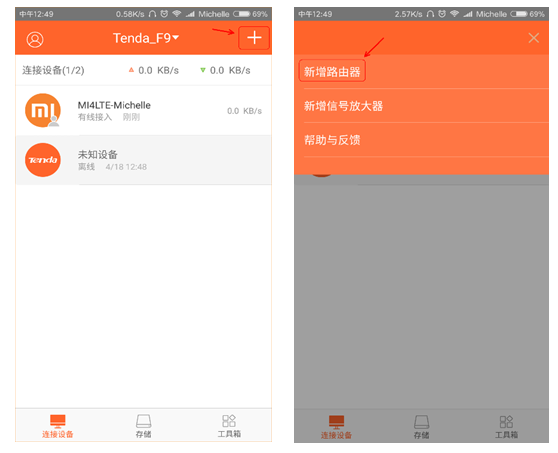 中午12:49 0.58K/s Michelle 69%
Tenda_F9
连接设备(1/2) 0.0 KB/s 0.0 KB/s
MI4LTE-Michelle
有线接入 刚刚 0.0 KB/s
未知设备
离线 4/18 12:48
Tenda
连接设备 存储 工具箱
中午12:49 2.57K/s Michelle 69%
新增路由器
新增信号放大器
帮助与反馈
连接设备 存储 工具箱